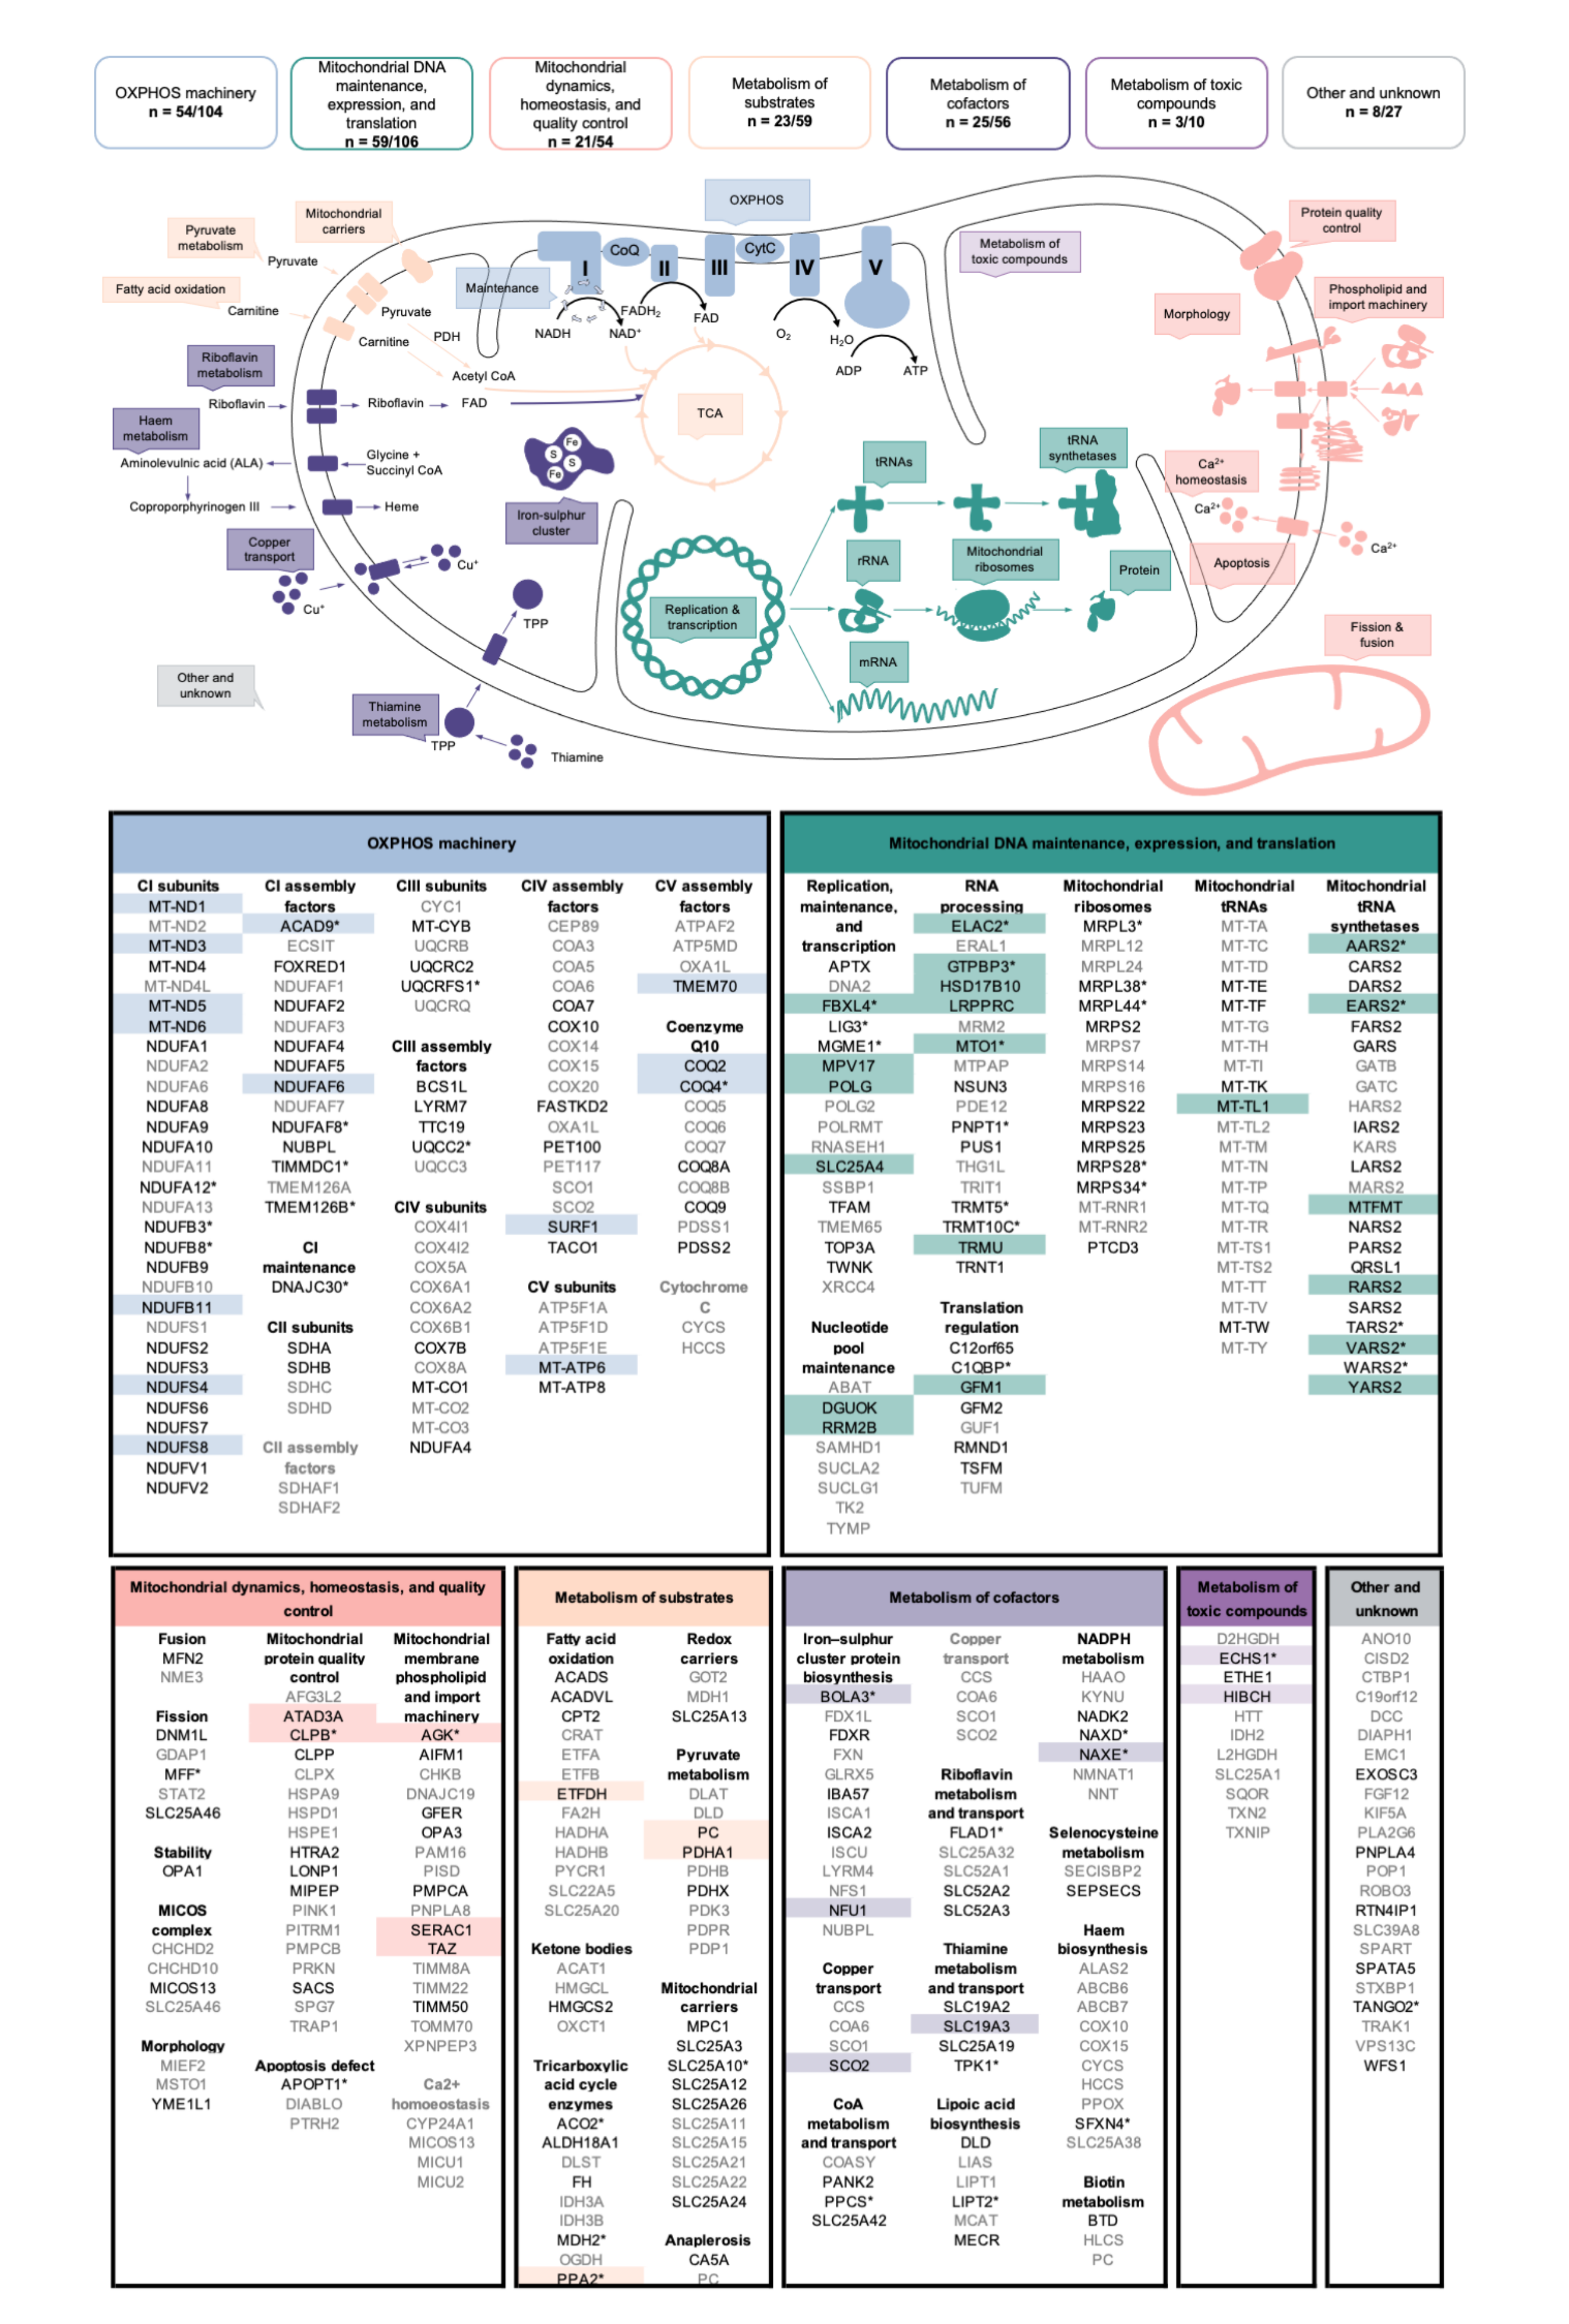 OXPHOS machinery
n = 54/104
Mitochondrial DNA
maintenance,
expression, and
translation
n = 59/106
Mitochondrial
dynamics,
homeostasis, and
quality control
n = 21/54
Metabolism of
substrates
n = 23/59
Metabolism of
cofactors
n = 25/56
Metabolism of toxic
compounds
n = 3/10
Other and unknown
n = 8/27
OXPHOS
Mitochondrial
carriers
Pyruvate
metabolism
Pyruvate
Fatty acid oxidation
Carnitine
Pyruvate
PDH
Carnitine
Acetyl CoA
Maintenance
CoQ
CytC
I
II
III
IV
V
NADH
NAD⁺
FADH₂
FAD
O₂
H₂O
ADP
ATP
TCA
Metabolism of
toxic compounds
Protein quality
control
Phospholipid and
import machinery
Morphology
Riboflavin
metabolism
Riboflavin
Riboflavin
FAD
Haem
metabolism
Aminolevulnic acid (ALA)
Glycine +
Succinyl CoA
Coproporphyrinogen III
Heme
Fe
S
S
Fe
Iron-sulphur
cluster
Copper
transport
Cu⁺
Cu⁺
TPP
Thiamine
metabolism
TPP
Thiamine
Other and
unknown
Replication &
transcription
tRNAs
tRNA
synthetases
rRNA
Mitochondrial
ribosomes
Protein
mRNA
Ca²⁺
homeostasis
Ca²⁺
Ca²⁺
Apoptosis
Fission &
fusion
OXPHOS machinery
CI subunits
MT-ND1
MT-ND2
MT-ND3
MT-ND4
MT-ND4L
MT-ND5
MT-ND6
NDUFA1
NDUFA2
NDUFA6
NDUFA8
NDUFA9
NDUFA10
NDUFA11
NDUFA12*
NDUFA13
NDUFB3*
NDUFB8*
NDUFB9
NDUFB10
NDUFB11
NDUFS1
NDUFS2
NDUFS3
NDUFS4
NDUFS6
NDUFS7
NDUFS8
NDUFV1
NDUFV2
CI assembly
factors
ACAD9*
ECSIT
FOXRED1
NDUFAF1
NDUFAF2
NDUFAF3
NDUFAF4
NDUFAF5
NDUFAF6
NDUFAF7
NDUFAF8*
NUBPL
TIMMDC1*
TMEM126A
TMEM126B*
CI
maintenance
DNAJC30*
CII subunits
SDHA
SDHB
SDHC
SDHD
CII assembly
factors
SDHAF1
SDHAF2
CIII subunits
CYC1
MT-CYB
UQCRB
UQCRC2
UQCRFS1*
UQCRQ
CIII assembly
factors
BCS1L
LYRM7
TTC19
UQCC2*
UQCC3
CIV subunits
COX4I1
COX4I2
COX5A
COX6A1
COX6A2
COX6B1
COX7B
COX8A
MT-CO1
MT-CO2
MT-CO3
NDUFA4
CIV assembly
factors
CEP89
COA3
COA5
COA6
COA7
COX10
COX14
COX15
COX20
FASTKD2
OXA1L
PET100
PET117
SCO1
SCO2
SURF1
TACO1
CV subunits
ATP5F1A
ATP5F1D
ATP5F1E
MT-ATP6
MT-ATP8
CV assembly
factors
ATPAF2
ATP5MD
OXA1L
TMEM70
Coenzyme
Q10
COQ2
COQ4*
COQ5
COQ6
COQ7
COQ8A
COQ8B
COQ9
PDSS1
PDSS2
Cytochrome
C
CYCS
HCCS
Mitochondrial DNA maintenance, expression, and translation
Replication,
maintenance,
and
transcription
APTX
DNA2
FBXL4*
LIG3*
MGME1*
MPV17
POLG
POLG2
POLRMT
RNASEH1
SLC25A4
SSBP1
TFAM
TMEM65
TOP3A
TWNK
XRCC4
Nucleotide
pool
maintenance
ABAT
DGUOK
RRM2B
SAMHD1
SUCLA2
SUCLG1
TK2
TYMP
RNA
processing
ELAC2*
ERAL1
GTPBP3*
HSD17B10
LRPPRC
MRM2
MTO1*
MTPAP
NSUN3
PDE12
PNPT1*
PUS1
THG1L
TRIT1
TRMT5*
TRMT10C*
TRMU
TRNT1
Translation
regulation
C12orf65
C1QBP*
GFM1
GFM2
GUF1
RMND1
TSFM
TUFM
Mitochondrial
ribosomes
MRPL3*
MRPL12
MRPL24
MRPL38*
MRPL44*
MRPS2
MRPS7
MRPS14
MRPS16
MRPS22
MRPS23
MRPS25
MRPS28*
MRPS34*
MT-RNR1
MT-RNR2
PTCD3
Mitochondrial
tRNAs
MT-TA
MT-TC
MT-TD
MT-TE
MT-TF
MT-TG
MT-TH
MT-TI
MT-TK
MT-TL1
MT-TL2
MT-TM
MT-TN
MT-TP
MT-TQ
MT-TR
MT-TS1
MT-TS2
MT-TT
MT-TV
MT-TW
MT-TY
Mitochondrial
tRNA
synthetases
AARS2*
CARS2
DARS2
EARS2*
FARS2
GARS
GATB
GATC
HARS2
IARS2
KARS
LARS2
MARS2
MTFMT
NARS2
PARS2
QRSL1
RARS2
SARS2
TARS2*
VARS2*
WARS2*
YARS2
Mitochondrial dynamics, homeostasis, and quality
control
Fusion
MFN2
NME3
Fission
DNM1L
GDAP1
MFF*
STAT2
SLC25A46
Stability
OPA1
MICOS
complex
CHCHD2
CHCHD10
MICOS13
SLC25A46
Morphology
MIEF2
MSTO1
YME1L1
Mitochondrial
protein quality
control
AFG3L2
ATAD3A
CLPB*
CLPP
CLPX
HSPA9
HSPD1
HSPE1
HTRA2
LONP1
MIPEP
PINK1
PITRM1
PMPCB
PRKN
SACS
SPG7
TRAP1
Apoptosis defect
APOPT1*
DIABLO
PTRH2
Mitochondrial
membrane
phospholipid
and import
machinery
AGK*
AIFM1
CHKB
DNAJC19
GFER
OPA3
PAM16
PISD
PMPCA
PNPLA8
SERAC1
TAZ
TIMM8A
TIMM22
TIMM50
TOMM70
XPNPEP3
Ca2+
homoeostasis
CYP24A1
MICOS13
MICU1
MICU2
Metabolism of substrates
Fatty acid
oxidation
ACADS
ACADVL
CPT2
CRAT
ETFA
ETFB
ETFDH
FA2H
HADHA
HADHB
PYCR1
SLC22A5
SLC25A20
Ketone bodies
ACAT1
HMGCL
HMGCS2
OXCT1
Tricarboxylic
acid cycle
enzymes
ACO2*
ALDH18A1
DLST
FH
IDH3A
IDH3B
MDH2*
OGDH
PPA2*
Redox
carriers
GOT2
MDH1
SLC25A13
Pyruvate
metabolism
DLAT
DLD
PC
PDHA1
PDHB
PDHX
PDK3
PDPR
PDP1
Mitochondrial
carriers
MPC1
SLC25A3
SLC25A10*
SLC25A12
SLC25A26
SLC25A11
SLC25A15
SLC25A21
SLC25A22
SLC25A24
Anaplerosis
CA5A
PC
Metabolism of cofactors
Iron–sulphur
cluster protein
biosynthesis
BOLA3*
FDX1L
FDXR
FXN
GLRX5
IBA57
ISCA1
ISCA2
ISCU
LYRM4
NFS1
NFU1
NUBPL
Copper
transport
CCS
COA6
SCO1
SCO2
CoA
metabolism
and transport
COASY
PANK2
PPCS*
SLC25A42
Copper
transport
CCS
COA6
SCO1
SCO2
Riboflavin
metabolism
and transport
FLAD1*
SLC25A32
SLC52A1
SLC52A2
SLC52A3
Thiamine
metabolism
and transport
SLC19A2
SLC19A3
SLC25A19
TPK1*
Lipoic acid
biosynthesis
DLD
LIAS
LIPT1
LIPT2*
MCAT
MECR
NADPH
metabolism
HAAO
KYNU
NADK2
NAXD*
NAXE*
NMNAT1
NNT
Selenocysteine
metabolism
SECISBP2
SEPSECS
Haem
biosynthesis
ALAS2
ABCB6
ABCB7
COX10
COX15
CYCS
HCCS
PPOX
SFXN4*
SLC25A38
Biotin
metabolism
BTD
HLCS
PC
Metabolism of
toxic compounds
D2HGDH
ECHS1*
ETHE1
HIBCH
HTT
IDH2
L2HGDH
SLC25A1
SQOR
TXN2
TXNIP
Other and
unknown
ANO10
CISD2
CTBP1
C19orf12
DCC
DIAPH1
EMC1
EXOSC3
FGF12
KIF5A
PLA2G6
PNPLA4
POP1
ROBO3
RTN4IP1
SLC39A8
SPART
SPATA5
STXBP1
TANGO2*
TRAK1
VPS13C
WFS1